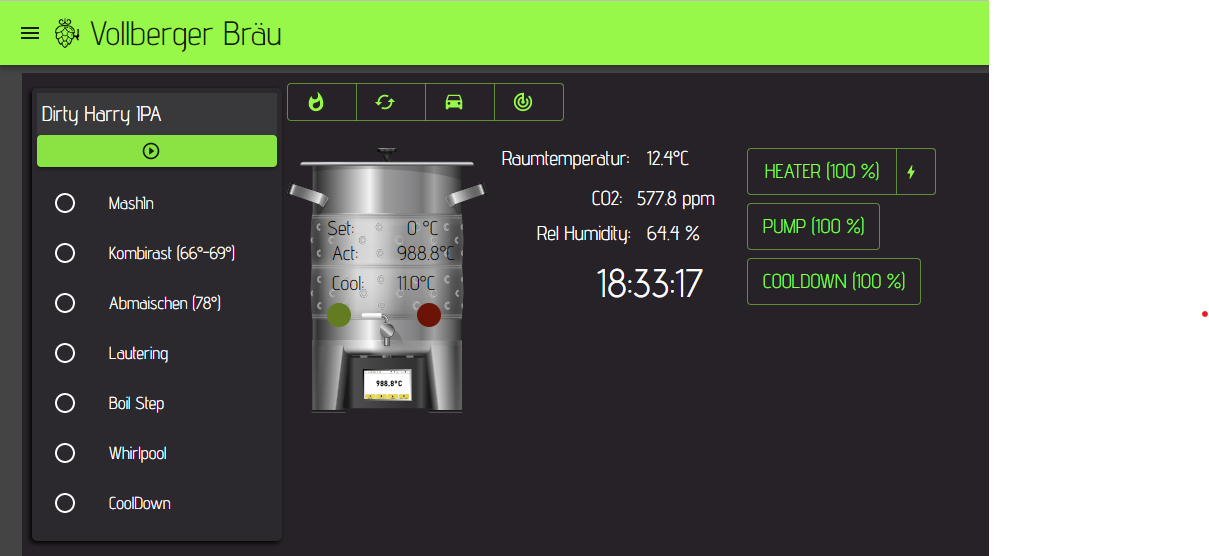 Vollberger Bräu
Dirty Harry IPA
MashIn
Kombirast (66°-69°)
Abmaischen (78°)
Lautering
Boil Step
Whirlpool
CoolDown
Set: 0 °C
Act: 988.8°C
Cool: 11.0°C
988,8°C
Raumtemperatur: 12.4°C
CO2: 577.8 ppm
Rel Humidity: 64.4 %
18:33:17
HEATER (100 %)
PUMP (100 %)
COOLDOWN (100 %)